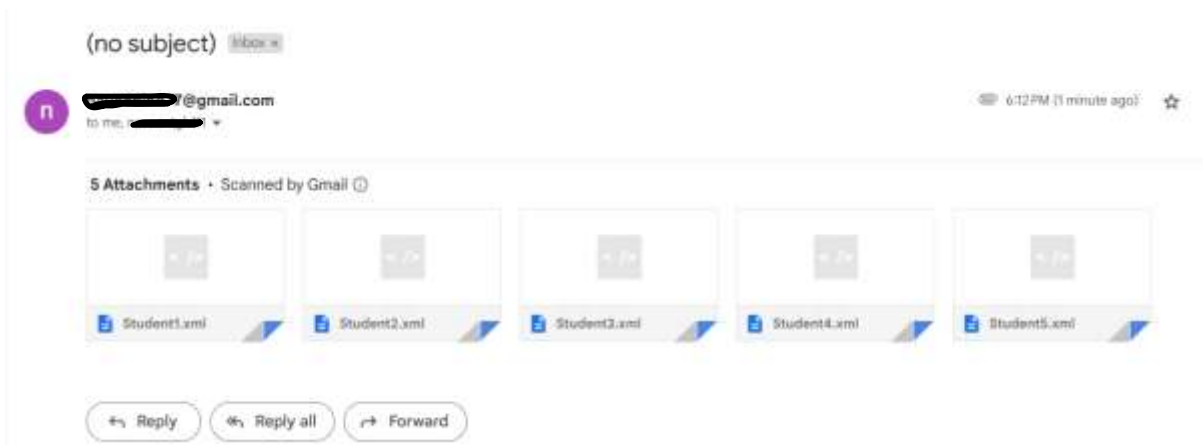 (no subject) Inbox ×
n
7@gmail.com
6:12 PM (1 minute ago)
to me,
5 Attachments • Scanned by Gmail
Student1.xml
Student2.xml
Student3.xml
Student4.xml
Student5.xml
Reply
Reply all
Forward